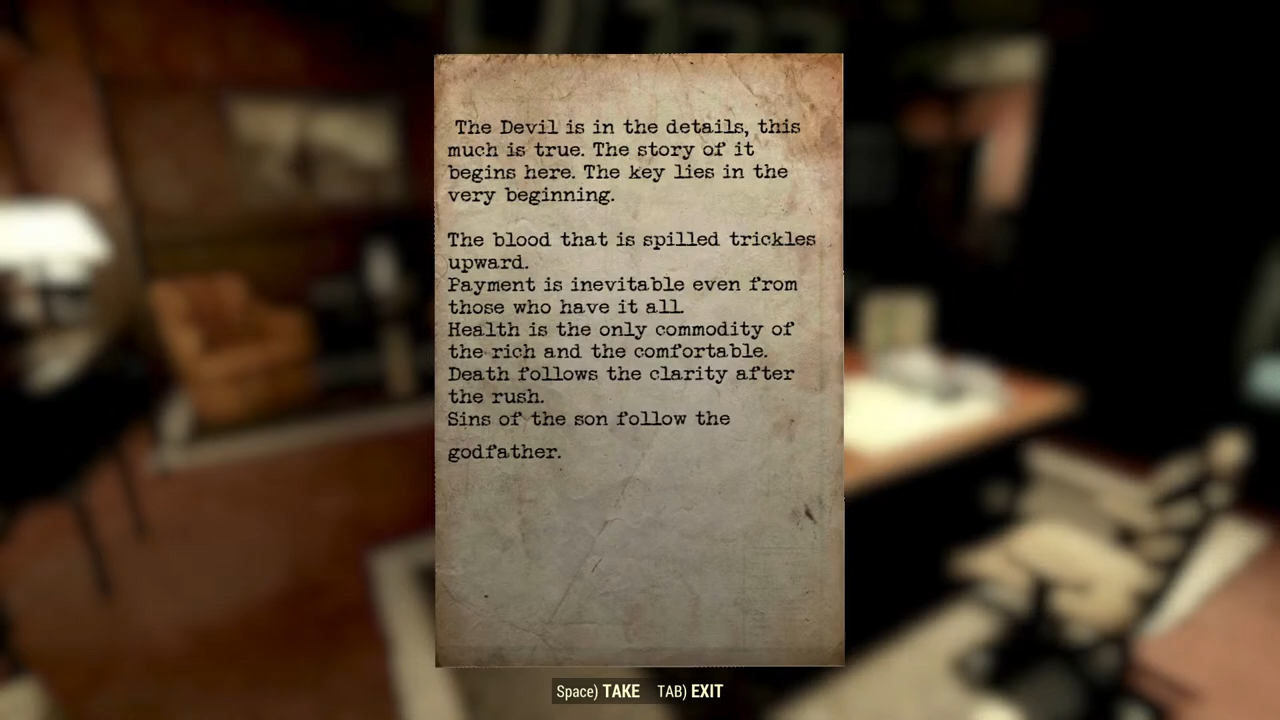 The Devil is in the details, this
much is true. The story of it
begins here. The key lies in the
very beginning.
The blood that is spilled trickles
upward.
Payment is inevitable even from
those who have it all.
Health is the only commodity of
the rich and the comfortable.
Death follows the clarity after
the rush.
Sins of the son follow the
godfather.
Space) TAKE TAB) EXIT